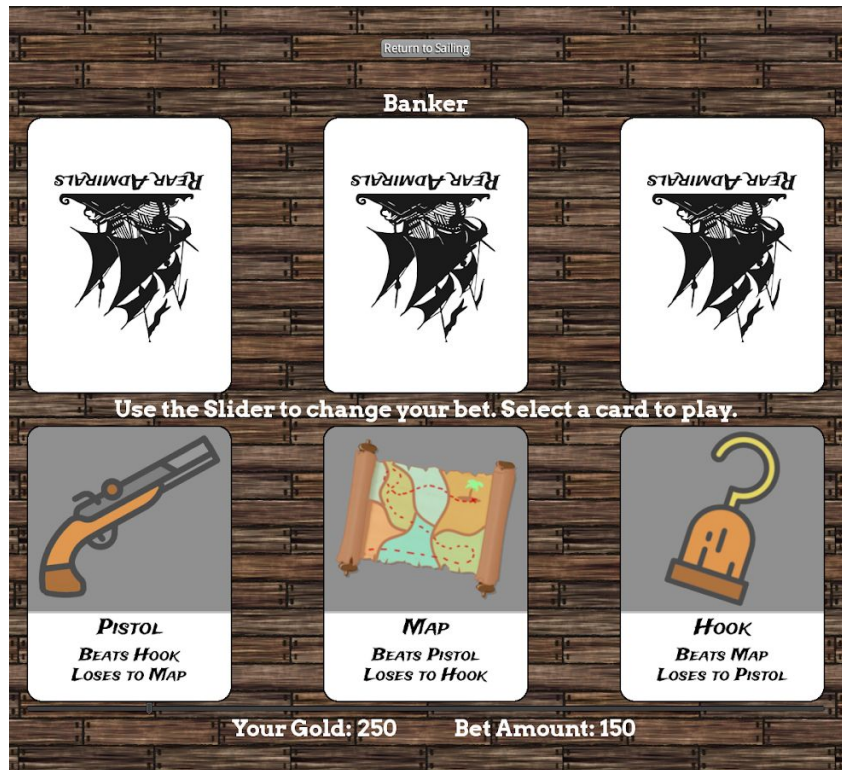 Return to Sailing
Banker
Rear Admirals
Rear Admirals
Rear Admirals
Use the Slider to change your bet. Select a card to play.
Pistol
Beats Hook
Loses to Map
Map
Beats Pistol
Loses to Hook
Hook
Beats Map
Loses to Pistol
Your Gold: 250
Bet Amount: 150